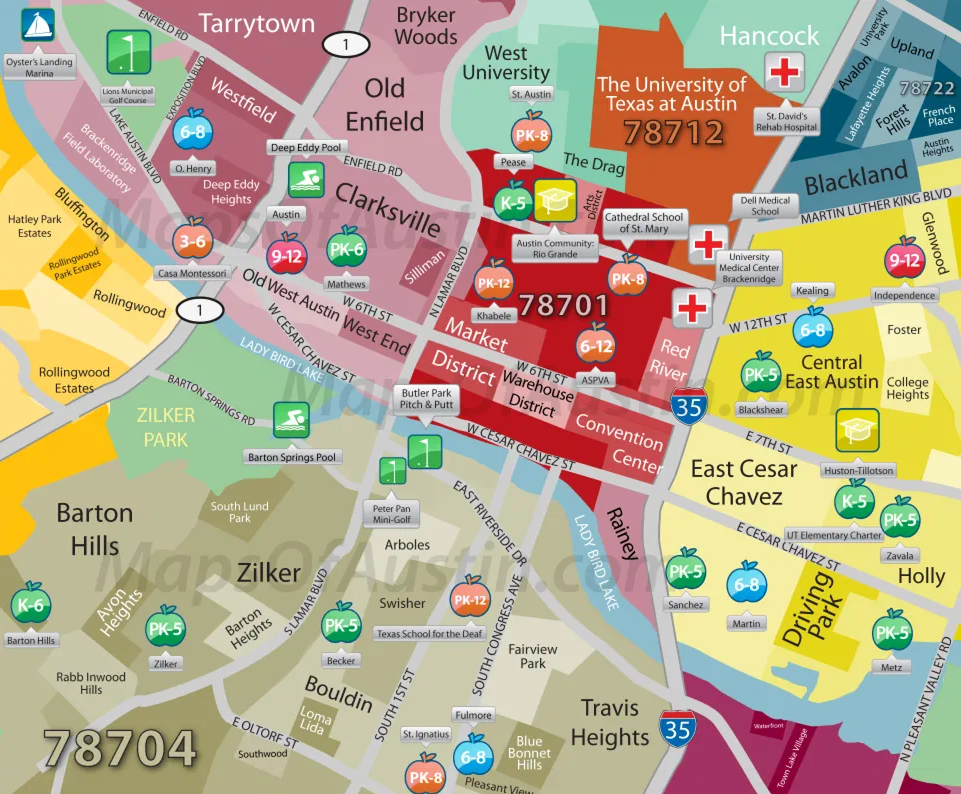 Tarrytown
Bryker
Woods
Hancock
ENFIELD RD
1
Oyster's Landing
Marina
Lions Municipal
Golf Course
EXPOSITION BLVD
LAKE AUSTIN BLVD
Brackenridge
Field Laboratory
Westfield
6-8
O. Henry
Deep Eddy
Heights
Old
Enfield
Deep Eddy Pool
ENFIELD RD
Clarksville
West
University
St. Austin
PK-8
Pease
K-5
The Drag
Arts
District
The University of
Texas at Austin
78712
St. David's
Rehab Hospital
University
Park
Upland
Avalon
78722
Lafayette Heights
Forest
Hills
French
Place
Austin
Heights
Blackland
MARTIN LUTHER KING BLVD
Dell Medical
School
Cathedral School
of St. Mary
PK-8
Austin Community:
Rio Grande
University
Medical Center
Brackenridge
Bluffington
Hatley Park
Estates
Rollingwood
Park Estates
Rollingwood
Rollingwood
Estates
3-6
Casa Montessori
Austin
9-12
PK-6
Mathews
Silliman
N LAMAR BLVD
Old West Austin
West End
W 6TH ST
W CESAR CHAVEZ ST
LADY BIRD LAKE
1
PK-12
Khabele
78701
6-12
ASPVA
Market
District
W 6TH ST
Warehouse
District
Red
River
Convention
Center
W CESAR CHAVEZ ST
W 12TH ST
Glenwood
9-12
Independence
Kealing
6-8
Foster
Central
East Austin
College
Heights
PK-5
Blackshear
35
E 7TH ST
Huston-Tillotson
East Cesar
Chavez
K-5
UT Elementary Charter
PK-5
Zavala
E CESAR CHAVEZ ST
Holly
BARTON SPRINGS RD
ZILKER
PARK
Barton Springs Pool
Butler Park
Pitch & Putt
Peter Pan
Mini-Golf
EAST RIVERSIDE DR
LADY BIRD LAKE
Rainey
Barton
Hills
South Lund
Park
Arboles
Zilker
Avon
Heights
K-6
Barton Hills
PK-5
Zilker
Barton
Heights
S LAMAR BLVD
PK-5
Becker
Swisher
PK-12
Texas School for the Deaf
SOUTH CONGRESS AVE
PK-5
Sanchez
6-8
Martin
Driving
Park
PK-5
Metz
N PLEASANT VALLEY RD
Rabb Inwood
Hills
Bouldin
Loma
Lida
SOUTH 1ST ST
Fairview
Park
Travis
Heights
35
Waterfront
Town Lake Village
78704
E OLTORF ST
Southwood
St. Ignatius
PK-8
Fulmore
6-8
Blue
Bonnet
Hills
Pleasant View
MapsOfAustin.com
MapsOfAustin.com
MapsOfAustin.com